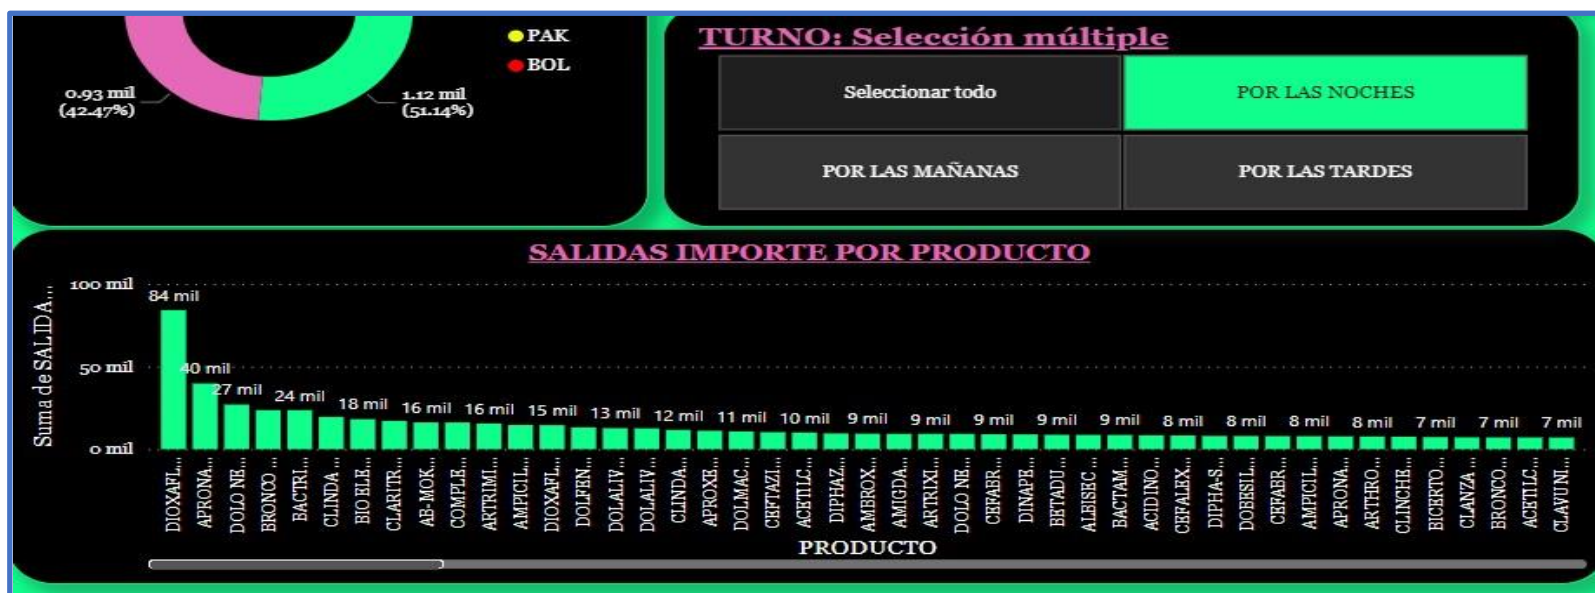 PAK
BOL
0.93 mil
(42.47%)
1.12 mil
(51.14%)
TURNO: Selección múltiple
Seleccionar todo
POR LAS NOCHES
POR LAS MAÑANAS
POR LAS TARDES
SALIDAS IMPORTE POR PRODUCTO
Suma de SALIDA...
100 mil
50 mil
0 mil
84 mil
40 mil
27 mil
24 mil
18 mil
16 mil
16 mil
15 mil
13 mil
12 mil
11 mil
10 mil
9 mil
9 mil
9 mil
9 mil
9 mil
8 mil
8 mil
8 mil
8 mil
7 mil
7 mil
7 mil
DIOXAFL...
APRONA...
DOLO NE...
BRONCO ...
BACTRI...
CLINDA ...
BIO ELE...
CLARITR...
AB-MOK...
COMPLE...
ARTRIMI...
AMPICIL...
DIOXAFL...
DOLFEN...
DOLALIV...
DOLALIV...
CLINDA...
APROXE...
DOLMAC...
CEFTAZI...
ACETILC...
DIPHAZ...
AMBROX...
AMIGDA...
ARTRIXI...
DOLO NE...
CEFABR...
DINAPE...
BETADU...
ALBISEC ...
BACTAM...
ACIDINO...
CEFALEX...
DIPHA-S...
DOBESIL...
CEFABR...
AMPICIL...
APRONA...
ARTHRO...
CLINCHE...
BICERTO...
CLANZA...
BRONCO ...
ACETILC...
CLAVUNI...
PRODUCTO